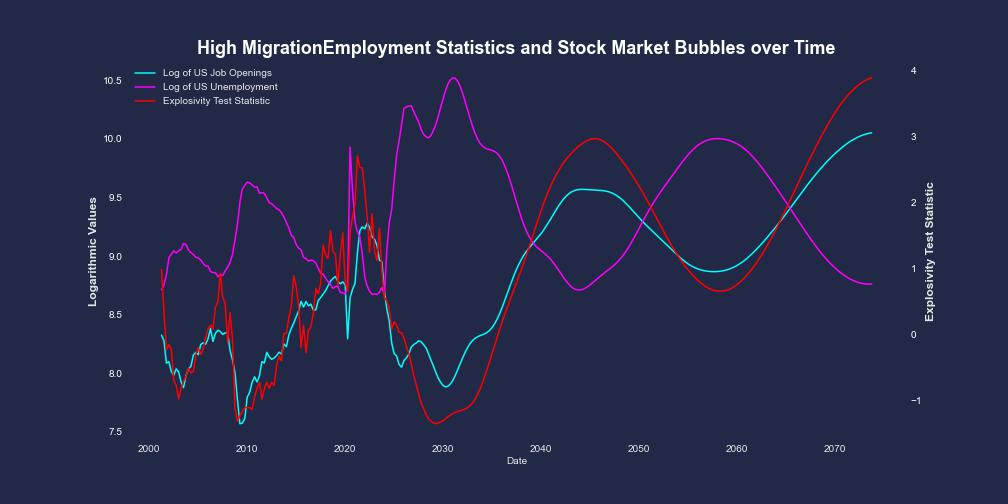 High MigrationEmployment Statistics and Stock Market Bubbles over Time
Log of US Job Openings
Log of US Unemployment
Explosivity Test Statistic
Logarithmic Values
10.5
10.0
9.5
9.0
8.5
8.0
7.5
2000 2010 2020 2030 2040 2050 2060 2070
Date
4
3
2
1
0
−1
Explosivity Test Statistic